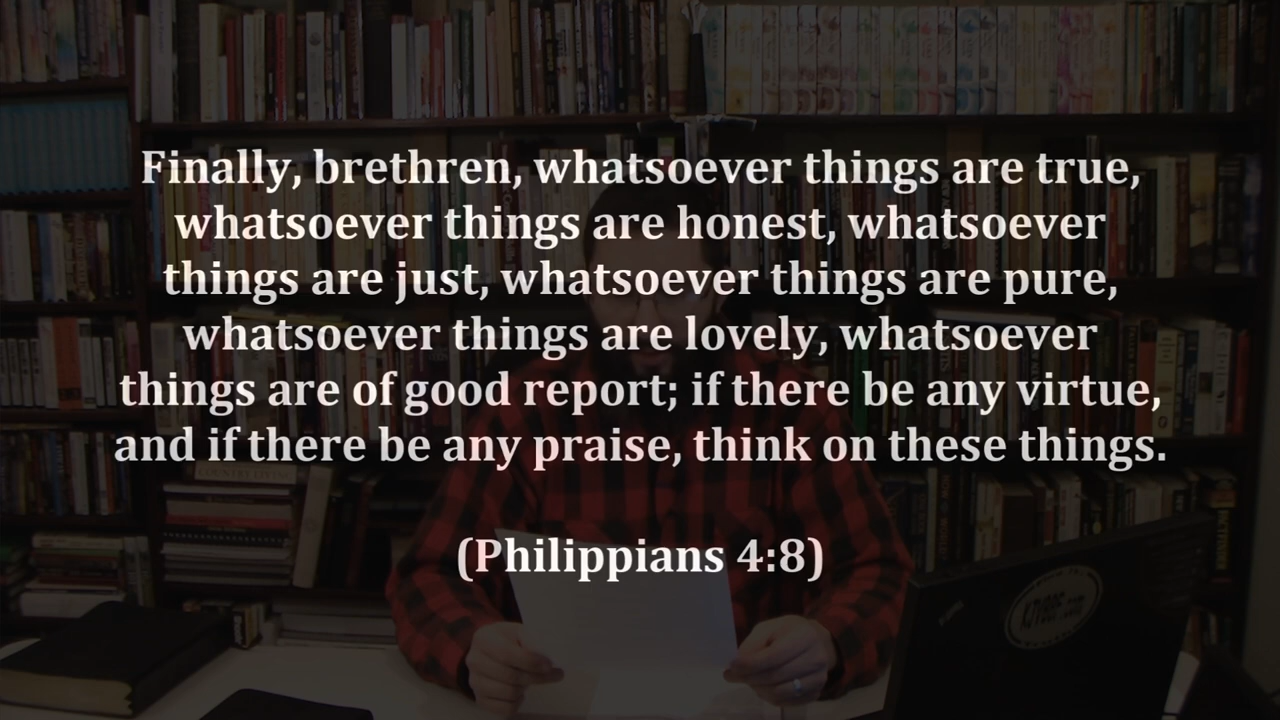 Finally, brethren, whatsoever things are true,
whatsoever things are honest, whatsoever
things are just, whatsoever things are pure,
whatsoever things are lovely, whatsoever
things are of good report; if there be any virtue,
and if there be any praise, think on these things.
(Philippians 4:8)